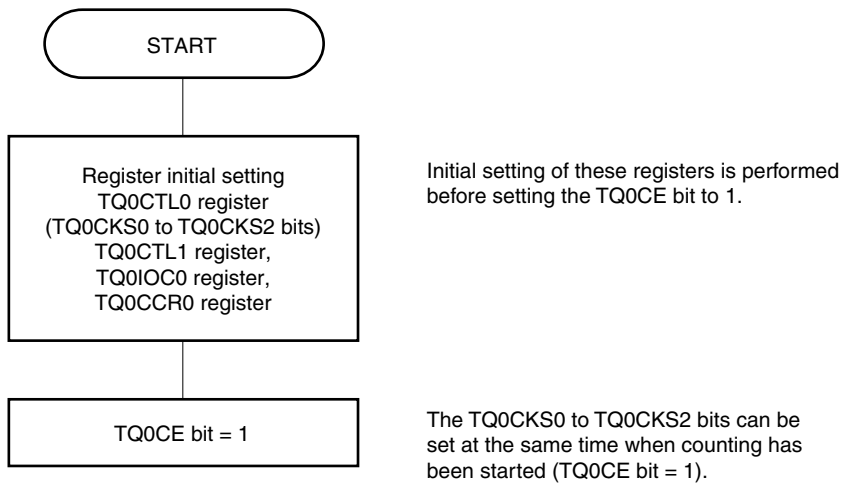 START
Register initial setting
TQ0CTL0 register
(TQ0CKS0 to TQ0CKS2 bits)
TQ0CTL1 register,
TQ0IOC0 register,
TQ0CCR0 register
Initial setting of these registers is performed
before setting the TQ0CE bit to 1.
TQ0CE bit = 1
The TQ0CKS0 to TQ0CKS2 bits can be
set at the same time when counting has
been started (TQ0CE bit = 1).